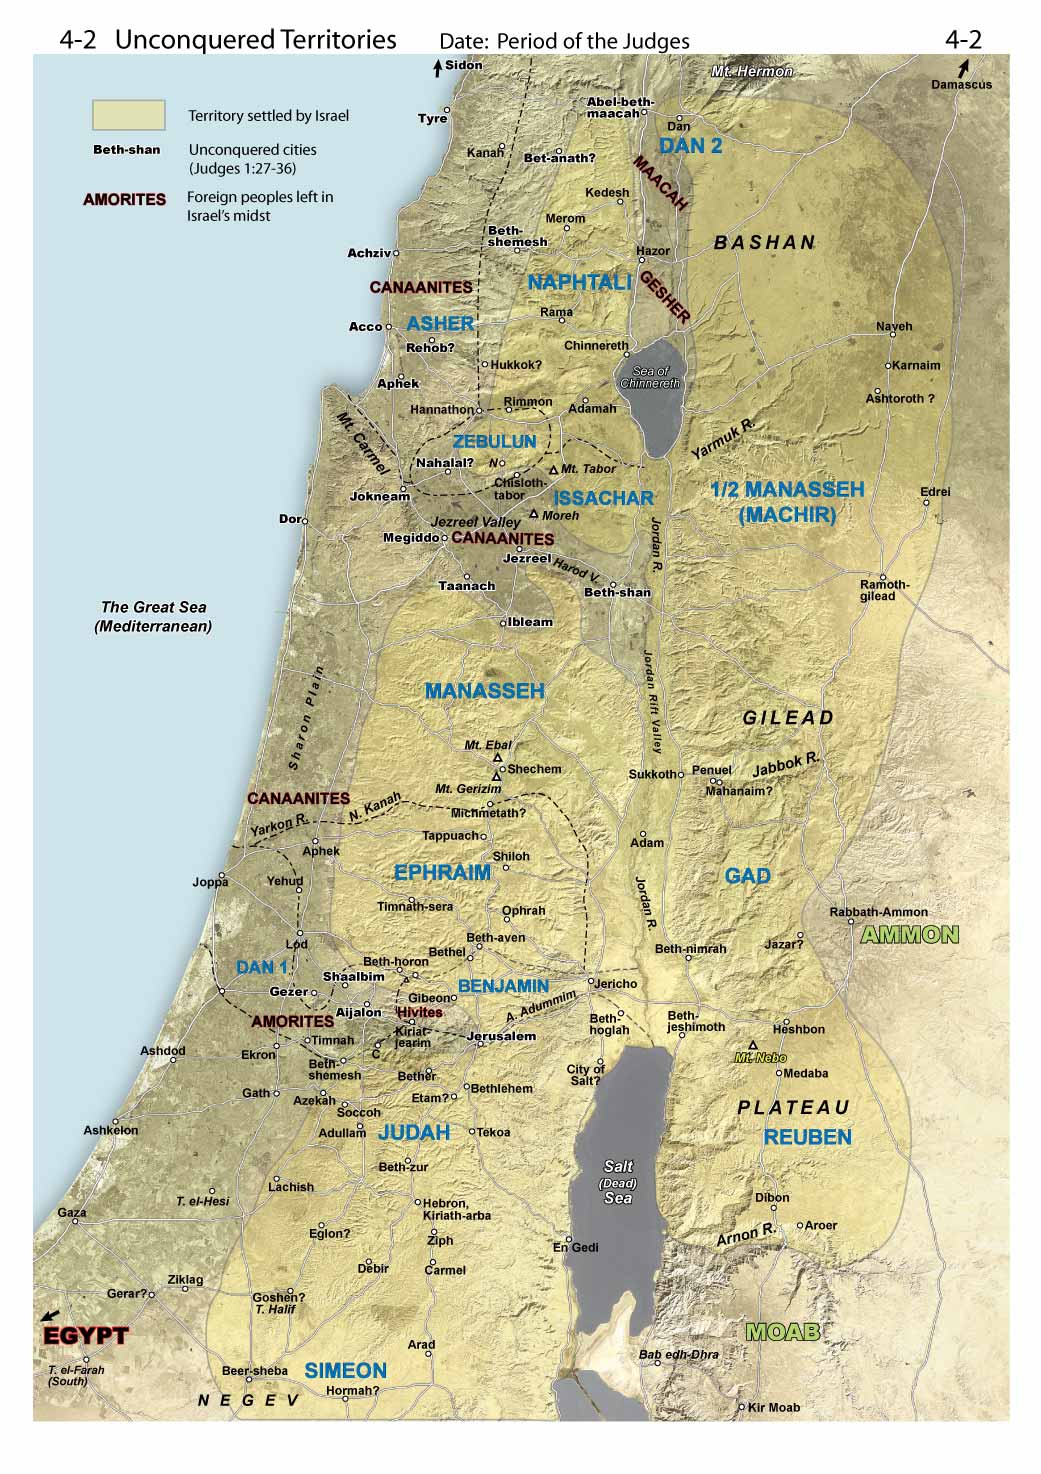 4-2 Unconquered Territories Date: Period of the Judges 4-2
Sidon
Mt. Hermon
Damascus
Territory settled by Israel
Beth-shan Unconquered cities
(Judges 1:27-36)
AMORITES Foreign peoples left in
Israel's midst
Abel-beth-
maacah
Tyre
Dan
DAN 2
Kanah
Bet-anath?
MAACAH
Kedesh
Merom
Beth-
shemesh
BASHAN
Achziv
Hazor
CANAANITES
NAPHTALI
GESHER
Rama
Acco
ASHER
Naveh
Rehob?
Chinnereth
Hukkok?
Karnaim
Sea of
Chinnereth
Aphek
Ashtoroth ?
Hannathon
Rimmon
Adamah
Mt. Carmel
Yarmuk R.
ZEBULUN
Nahalal?
N
Mt. Tabor
Chisloth-
tabor
Jokneam
ISSACHAR
1/2 MANASSEH
(MACHIR)
Edrei
Dor
Jezreel Valley
Moreh
Megiddo
CANAANITES
Jordan R.
Jezreel
Harod V.
Taanach
Beth-shan
Ramoth-
gilead
The Great Sea
(Mediterranean)
Ibleam
MANASSEH
Jordan Rift Valley
Sharon Plain
GILEAD
Mt. Ebal
Shechem
Mt. Gerizim
Sukkoth
Penuel
Jabbok R.
Mahanaim?
CANAANITES
Yarkon R.
N. Kanah
Michmetath?
Tappuach
Adam
Aphek
Shiloh
EPHRAIM
GAD
Joppa
Yehud
Timnath-sera
Jordan R.
Ophrah
Rabbath-Ammon
AMMON
Lod
Beth-aven
Bethel
Beth-nimrah
Jazer?
DAN 1
Beth-horon
Shaalbim
BENJAMIN
Jericho
Gezer
Gibeon
Aijalon
Hivites
A. Adummim
AMORITES
Kiriat-
jearim
Beth-
hoglah
Beth-
jeshimoth
Heshbon
Jerusalem
Timnah
C
Ashdod
Ekron
Mt. Nebo
Beth-
shemesh
City of
Salt?
Medaba
Bether
Gath
Azekah
Etam?
Bethlehem
Soccoh
PLATEAU
Ashkelon
Adullam
JUDAH
Tekoa
REUBEN
Beth-zur
Salt
(Dead)
Sea
Lachish
T. el-Hesi
Dibon
Hebron,
Kiriath-arba
Gaza
Aroer
Eglon?
Ziph
Arnon R.
En Gedi
Debir
Carmel
Ziklag
Gerar?
Goshen?
T. Halif
EGYPT
MOAB
Arad
Bab edh-Dhra
T. el-Farah
(South)
Beer-sheba
SIMEON
Hormah?
NEGEV
Kir Moab